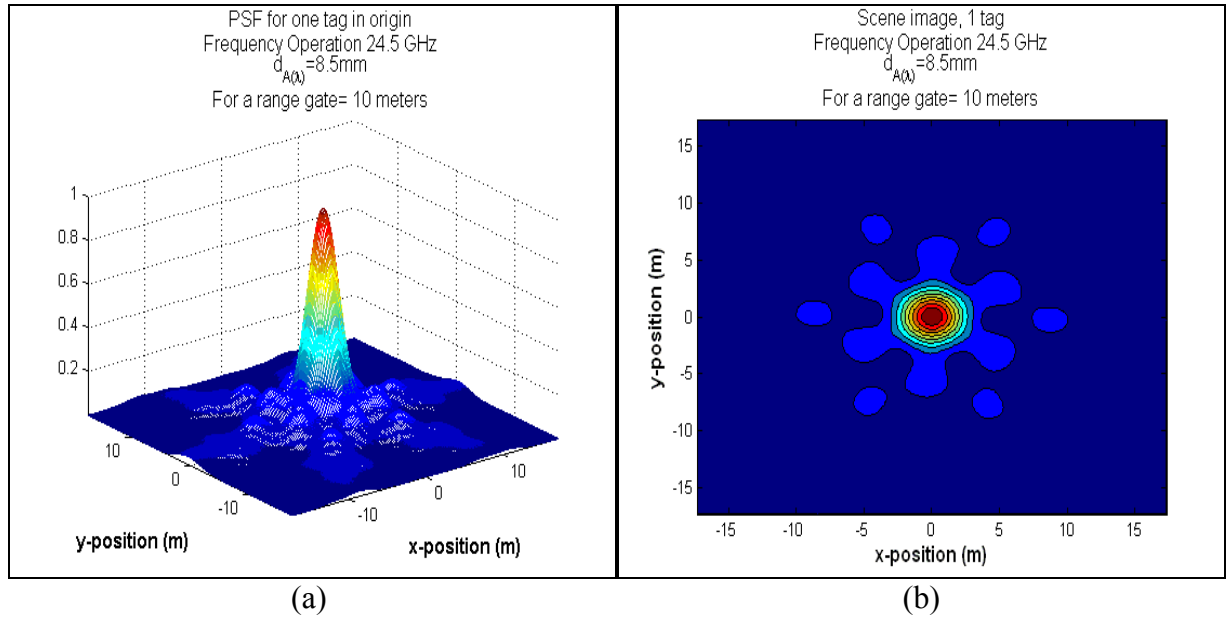 PSF for one tag in origin
Frequency Operation 24.5 GHz
d_A(λ)=8.5mm
For a range gate= 10 meters
1
0.8
0.6
0.4
0.2
10
0
-10
-10
0
10
y-position (m)
x-position (m)
(a)
Scene image, 1 tag
Frequency Operation 24.5 GHz
d_A(λ)=8.5mm
For a range gate= 10 meters
15
10
5
0
-5
-10
-15
y-position (m)
-15 -10 -5 0 5 10 15
x-position (m)
(b)